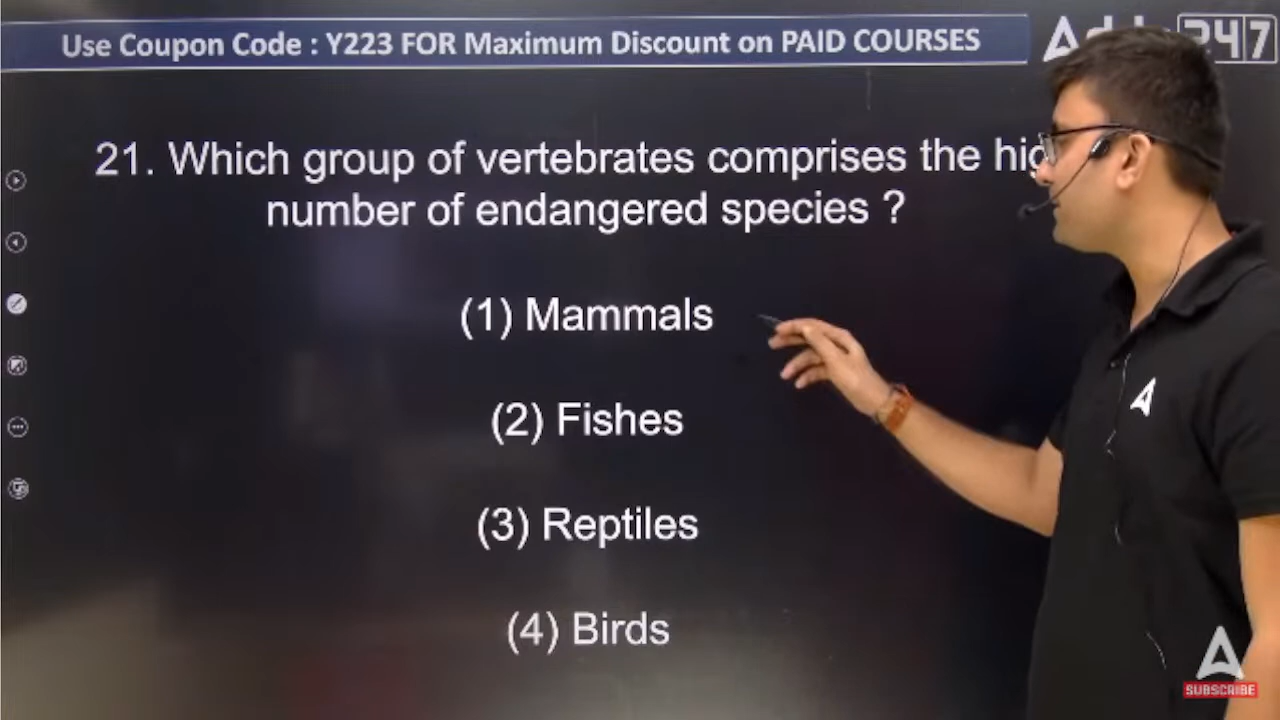 Use Coupon Code : Y223 FOR Maximum Discount on PAID COURSES
247
21. Which group of vertebrates comprises the
number of endangered species ?
(1) Mammals
(2) Fishes
(3) Reptiles
(4) Birds
SUBSCRIBE